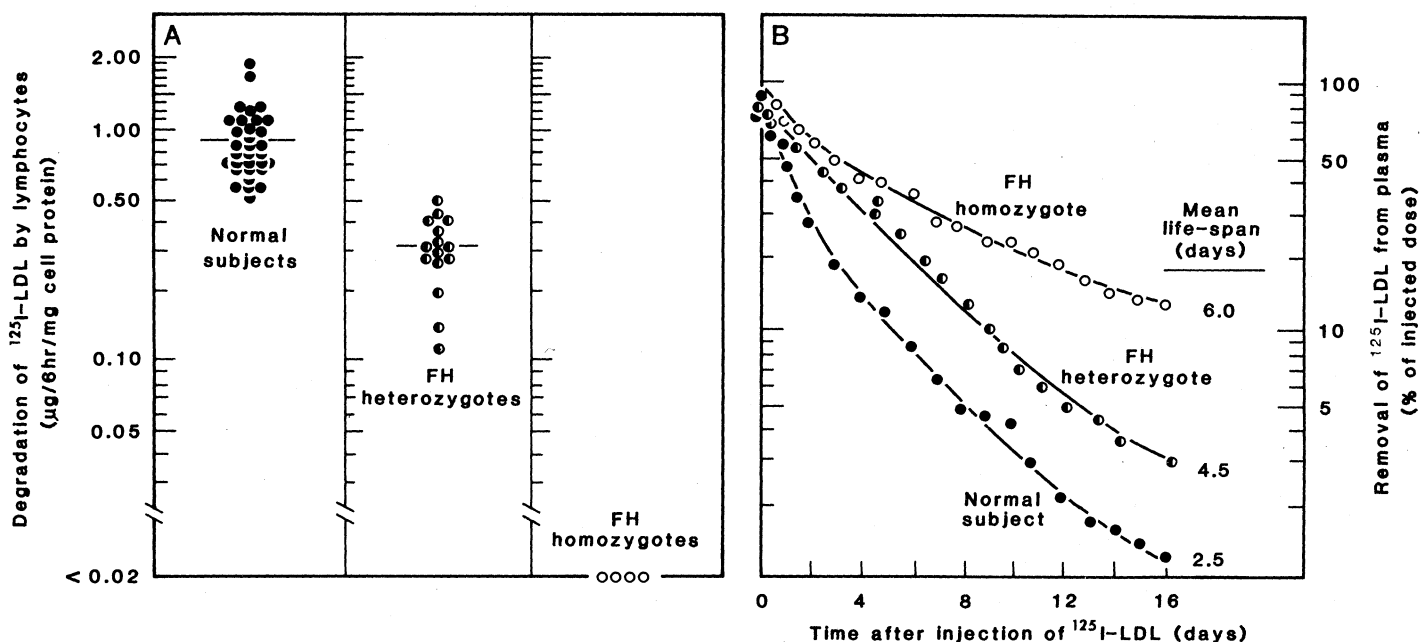 A
Degradation of ¹²⁵I-LDL by lymphocytes
(μg/6hr/mg cell protein)
2.00
1.00
0.50
0.10
0.05
< 0.02
Normal
subjects
FH
heterozygotes
FH
homozygotes
B
FH
homozygote
Mean
life-span
(days)
6.0
FH
heterozygote
4.5
Normal
subject
2.5
100
50
10
5
Removal of ¹²⁵I-LDL from plasma
(% of injected dose)
0
4
8
12
16
Time after injection of ¹²⁵I-LDL (days)